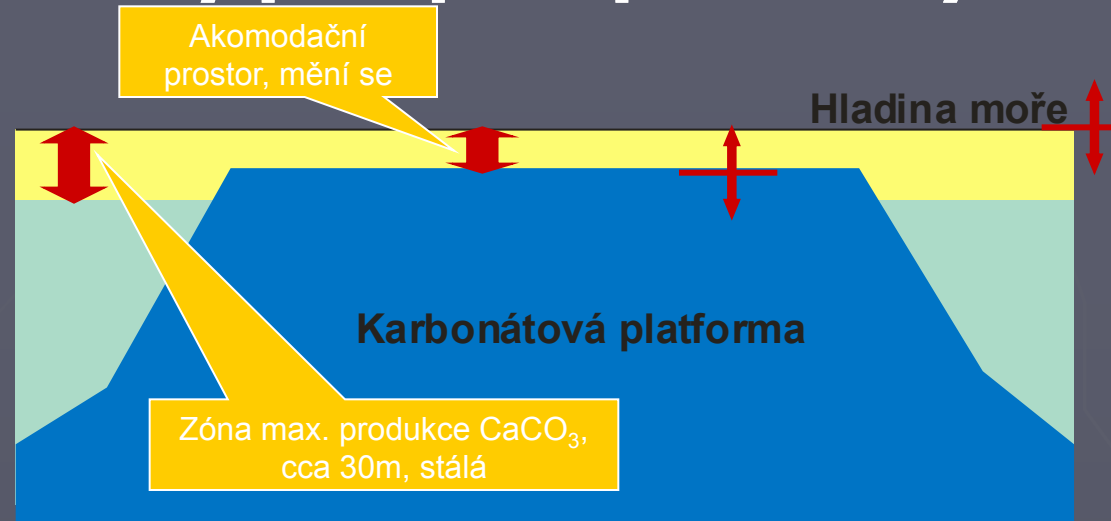 Akomodační
prostor, mění se
Hladina moře
Karbonátová platforma
Zóna max. produkce CaCO₃,
cca 30m, stálá